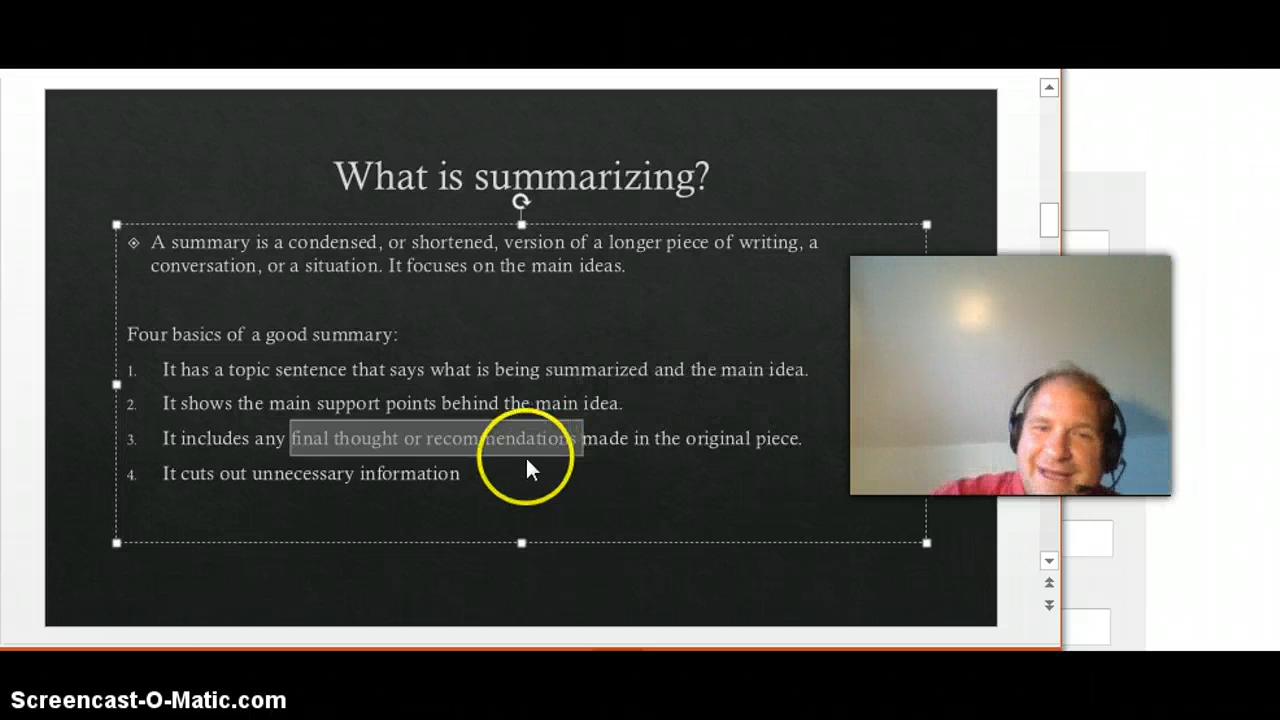 What is summarizing?
A summary is a condensed, or shortened, version of a longer piece of writing, a
conversation, or a situation. It focuses on the main ideas.
Four basics of a good summary:
1. It has a topic sentence that says what is being summarized and the main idea.
2. It shows the main support points behind the main idea.
3. It includes any final thought or recommendations made in the original piece.
4. It cuts out unnecessary information
Screencast-O-Matic.com